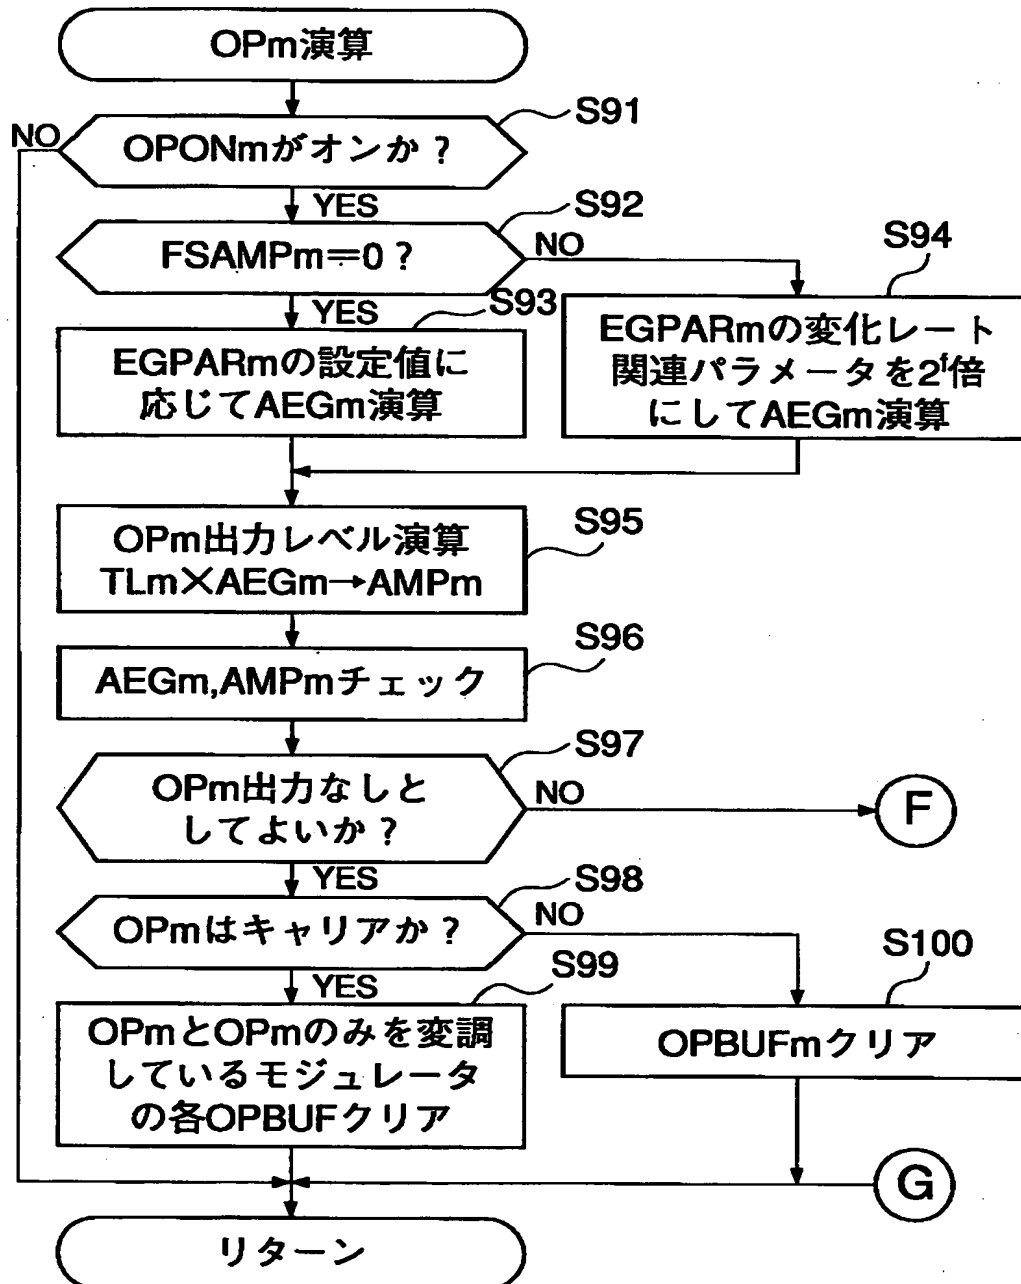 OPm演算
S91
NO
OPONmがオンか？
YES
S92
FSAMPm=0？
NO
S94
YES
S93
EGPARmの設定値に
応じてAEGm演算
EGPARmの変化レート
関連パラメータを2^f倍
にしてAEGm演算
S95
OPm出力レベル演算
TLm×AEGm→AMPm
S96
AEGm,AMPmチェック
S97
OPm出力なしと
してよいか？
NO
F
YES
S98
OPmはキャリアか？
NO
S100
YES
S99
OPmとOPmのみを変調
しているモジュレータ
の各OPBUFクリア
OPBUFmクリア
G
リターン